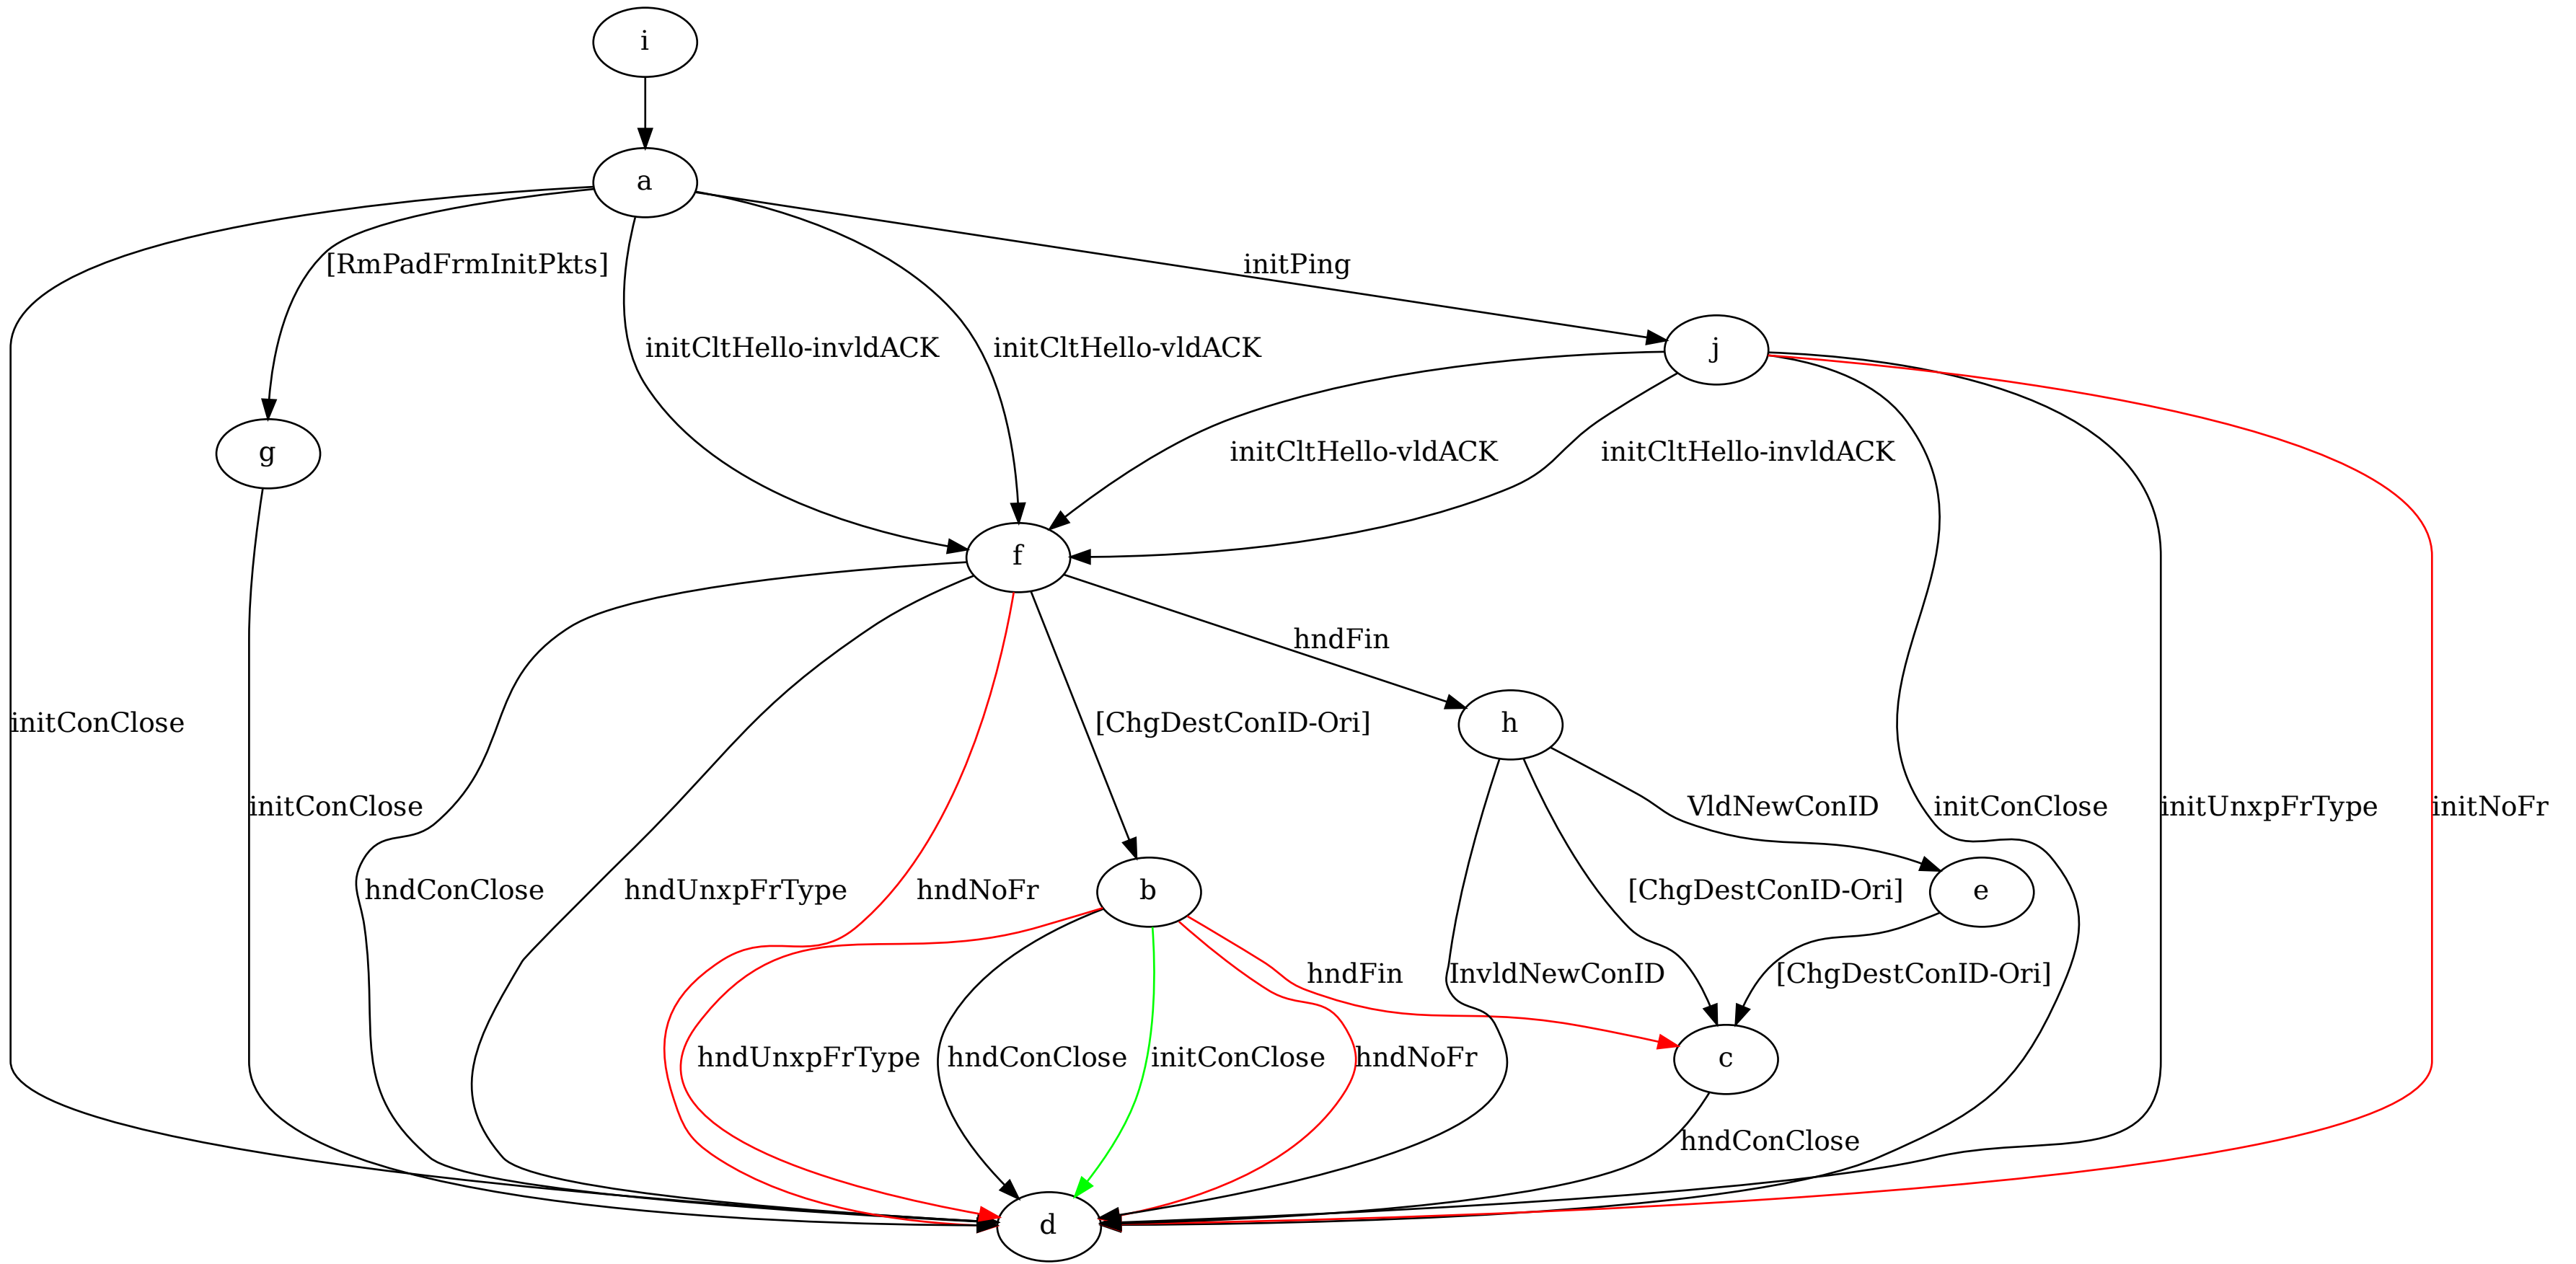 i
a
[RmPadFrmInitPkts]
initPing
initCltHello-invldACK
initCltHello-vldACK
j
g
initCltHello-vldACK
initCltHello-invldACK
f
hndFin
initConClose
[ChgDestConID-Ori]
h
initConClose
VldNewConID
initConClose
initUnxpFrType
initNoFr
hndConClose
hndUnxpFrType
hndNoFr
b
[ChgDestConID-Ori]
e
hndFin
InvldNewConID
[ChgDestConID-Ori]
hndUnxpFrType
hndConClose
initConClose
hndNoFr
c
hndConClose
d